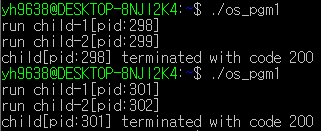 yh9638@DESKTOP-8NJI2K4:~$ ./os_pgm1
run child-1[pid:298]
run child-2[pid:299]
child[pid:298] terminated with code 200
yh9638@DESKTOP-8NJI2K4:~$ ./os_pgm1
run child-1[pid:301]
run child-2[pid:302]
child[pid:301] terminated with code 200